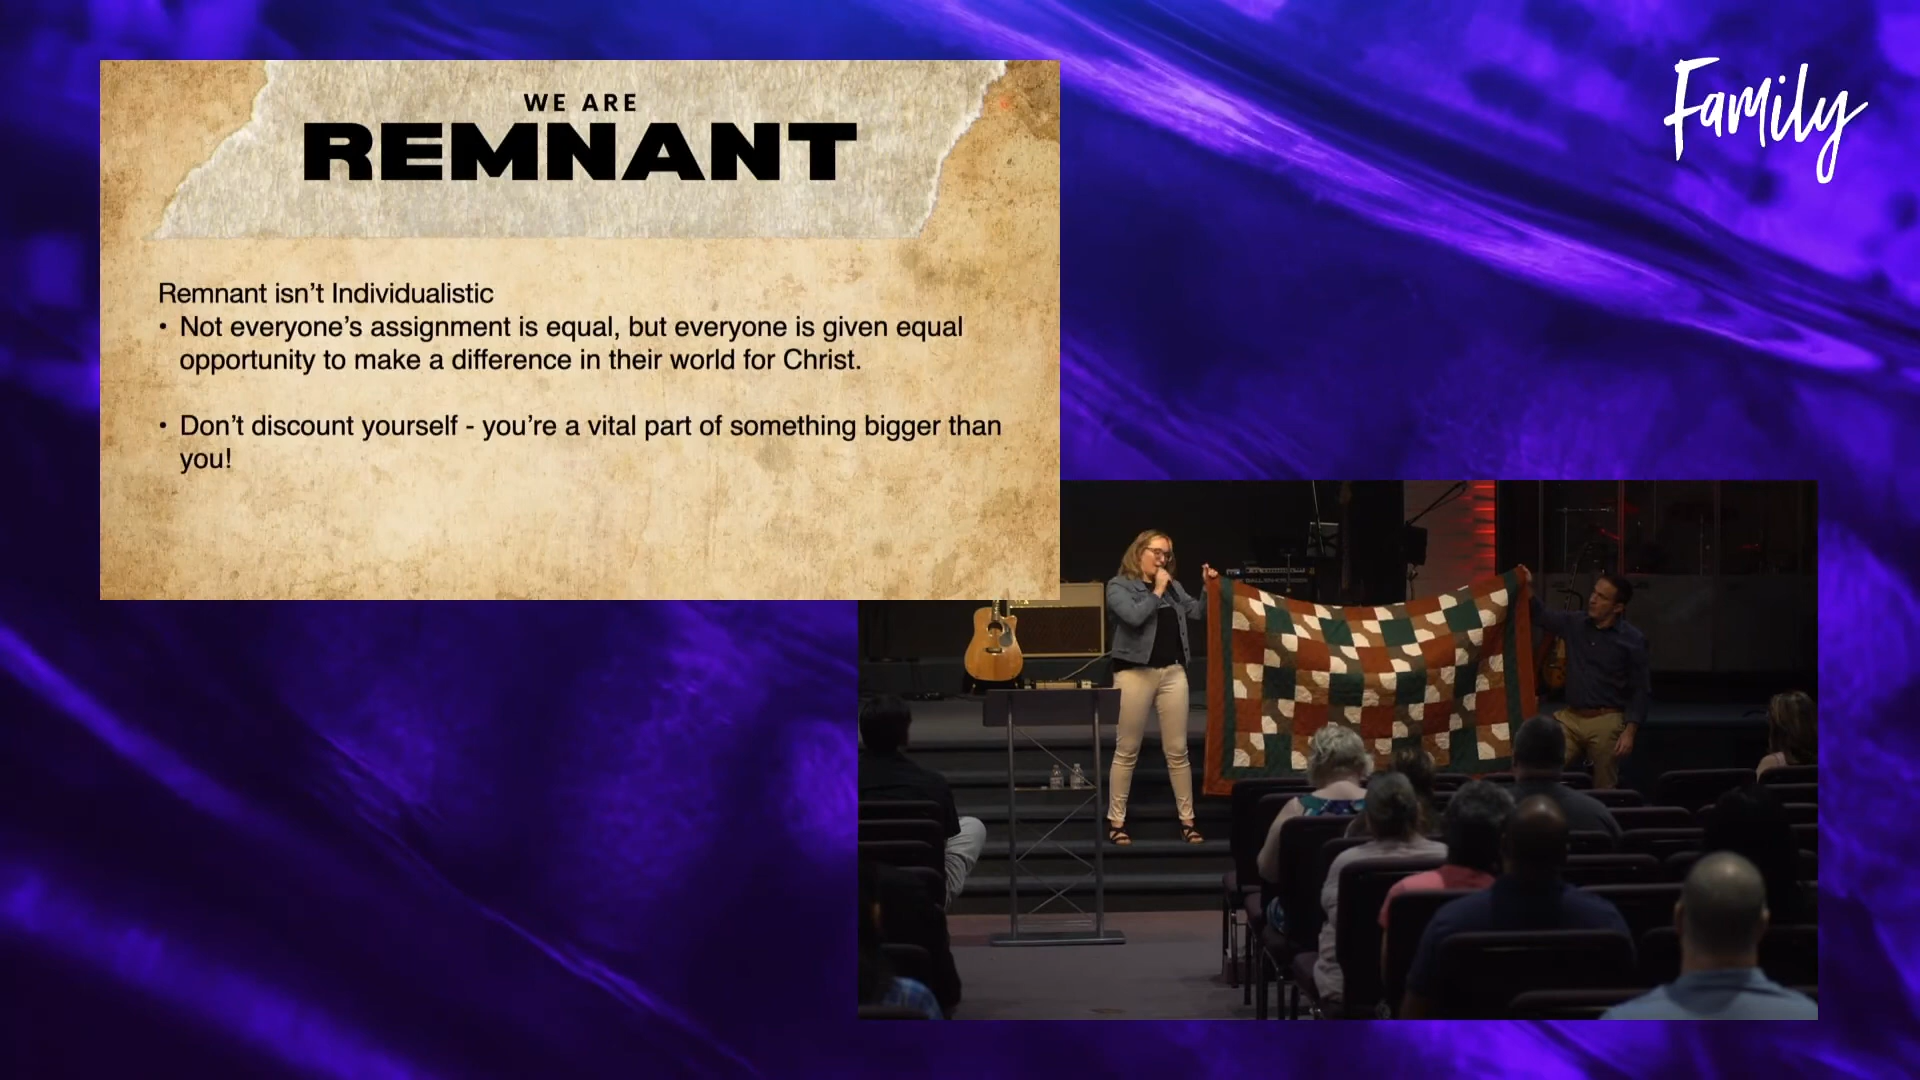 WE ARE
REMNANT
Family
Remnant isn’t Individualistic
• Not everyone’s assignment is equal, but everyone is given equal
opportunity to make a difference in their world for Christ.
• Don’t discount yourself - you’re a vital part of something bigger than
you!